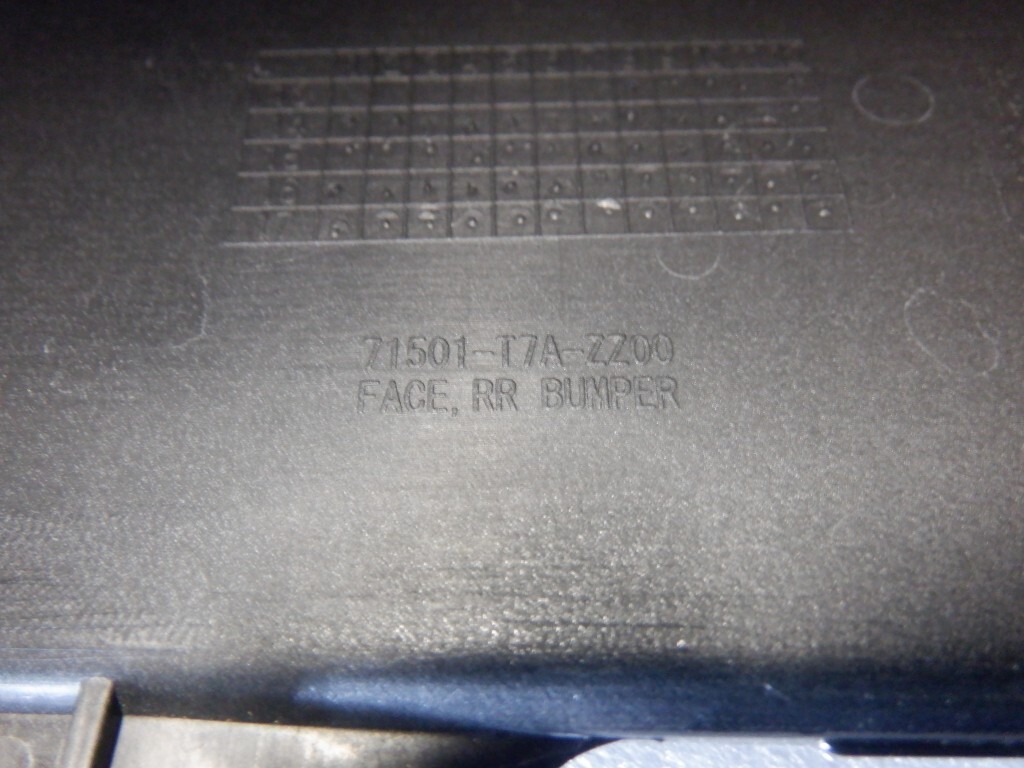 71501-T7A-ZZ00
FACE, RR BUMPER